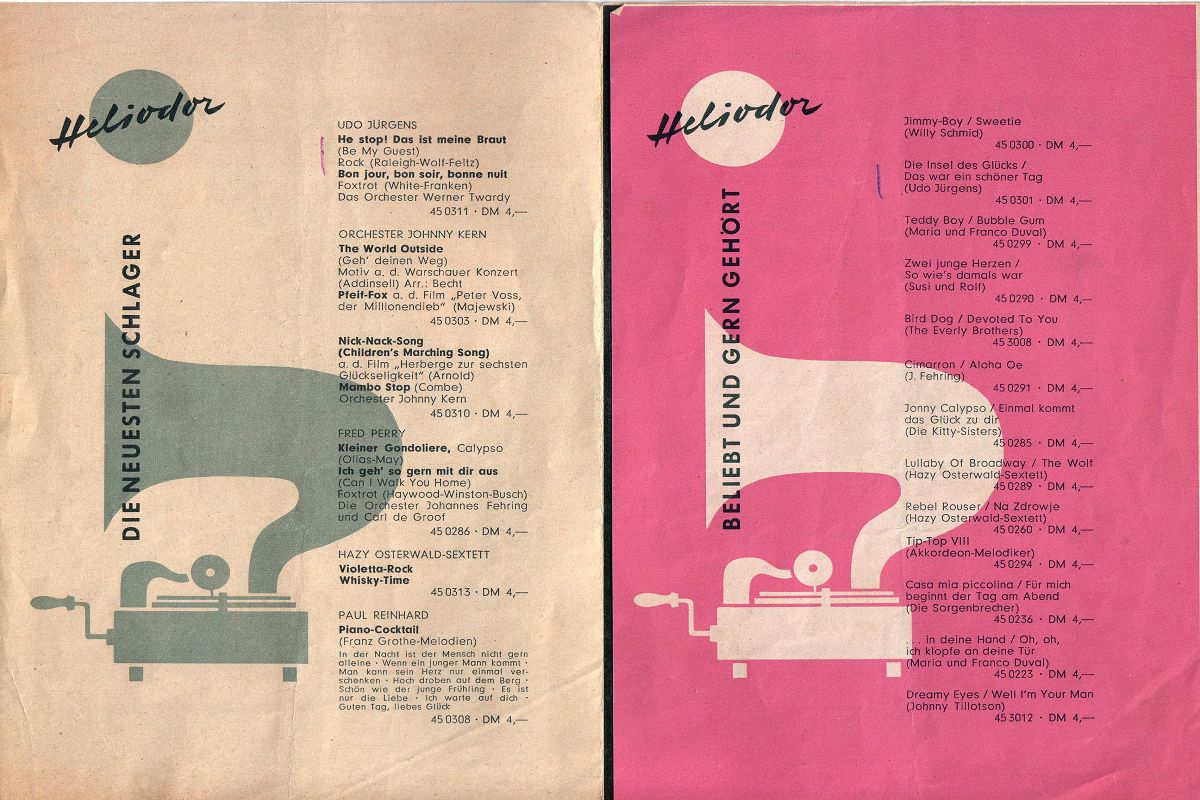 Heliodor
DIE NEUESTEN SCHLAGER
UDO JÜRGENS
He stop! Das ist meine Braut
(Be My Guest)
Rock (Raleigh-Wolf-Feltz)
Bon jour, bon soir, bonne nuit
Foxtrot (White-Franken)
Das Orchester Werner Twardy
45 0311 · DM 4,—
ORCHESTER JOHNNY KERN
The World Outside
(Geh' deinen Weg)
Motiv a. d. Warschauer Konzert
(Addinsell) Arr.: Becht
Pfeif-Fox a. d. Film „Peter Voss,
der Millionendieb“ (Majewski)
45 0303 · DM 4,—
Nick-Nack-Song
(Children's Marching Song)
a. d. Film „Herberge zur sechsten
Glückseligkeit“ (Arnold)
Mambo Stop (Combe)
Orchester Johnny Kern
45 0310 · DM 4,—
FRED PERRY
Kleiner Gondoliere, Calypso
(Olias-May)
Ich geh' so gern mit dir aus
(Can I Walk You Home)
Foxtrot (Haywood-Winston-Busch)
Die Orchester Johannes Fehring
und Carl de Groof
45 0286 · DM 4,—
HAZY OSTERWALD-SEXTETT
Violetta-Rock
Whisky-Time
45 0313 · DM 4,—
PAUL REINHARD
Piano-Cocktail
(Franz Grothe-Melodien)
In der Nacht ist der Mensch nicht gern
alleine · Wenn ein junger Mann kommt ·
Man kann sein Herz nur einmal ver-
schenken · Hoch droben auf dem Berg ·
Schön wie der junge Frühling · Es ist
nur die Liebe · Ich warte auf dich ·
Guten Tag, liebes Glück
45 0308 · DM 4,—
Heliodor
BELIEBT UND GERN GEHÖRT
Jimmy-Boy / Sweetie
(Willy Schmid)
45 0300 · DM 4,—
Die Insel des Glücks /
Das war ein schöner Tag
(Udo Jürgens)
45 0301 · DM 4,—
Teddy Boy / Bubble Gum
(Maria und Franco Duval)
45 0299 · DM 4,—
Zwei junge Herzen /
So wie's damals war
(Susi und Rolf)
45 0290 · DM 4,—
Bird Dog / Devoted To You
(The Everly Brothers)
45 3008 · DM 4,—
Cimarron / Aloha Oe
(J. Fehring)
45 0291 · DM 4,—
Jonny Calypso / Einmal kommt
das Glück zu dir
(Die Kitty-Sisters)
45 0285 · DM 4,—
Lullaby Of Broadway / The Wolf
(Hazy Osterwald-Sextett)
45 0289 · DM 4,—
Rebel Rouser / Na Zdrowje
(Hazy Osterwald-Sextett)
45 0260 · DM 4,—
Tip-Top VIII
(Akkordeon-Melodiker)
45 0294 · DM 4,—
Casa mia piccolina / Für mich
beginnt der Tag am Abend
(Die Sorgenbrecher)
45 0236 · DM 4,—
. . . in deine Hand / Oh, oh,
ich klopfe an deine Tür
(Maria und Franco Duval)
45 0223 · DM 4,—
Dreamy Eyes / Well I'm Your Man
(Johnny Tillotson)
45 3012 · DM 4,—